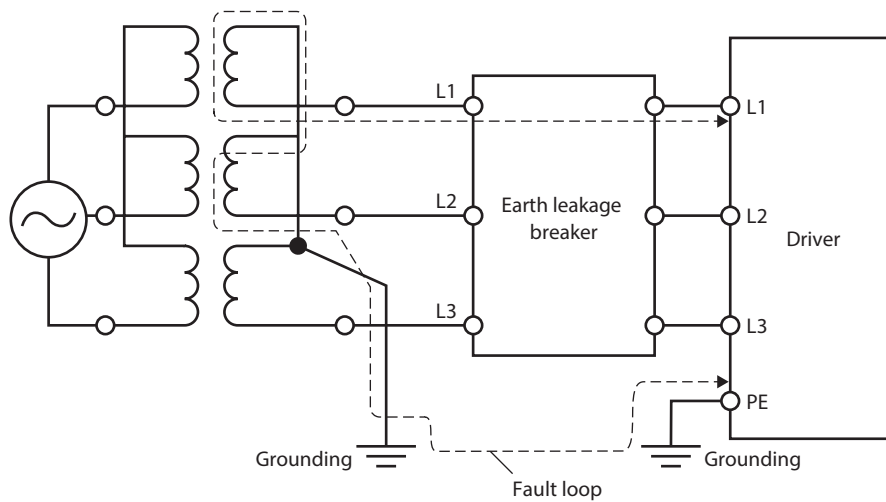 L1
L1
L2
Earth leakage
breaker
L2
Driver
L3
L3
PE
Grounding
Grounding
Fault loop